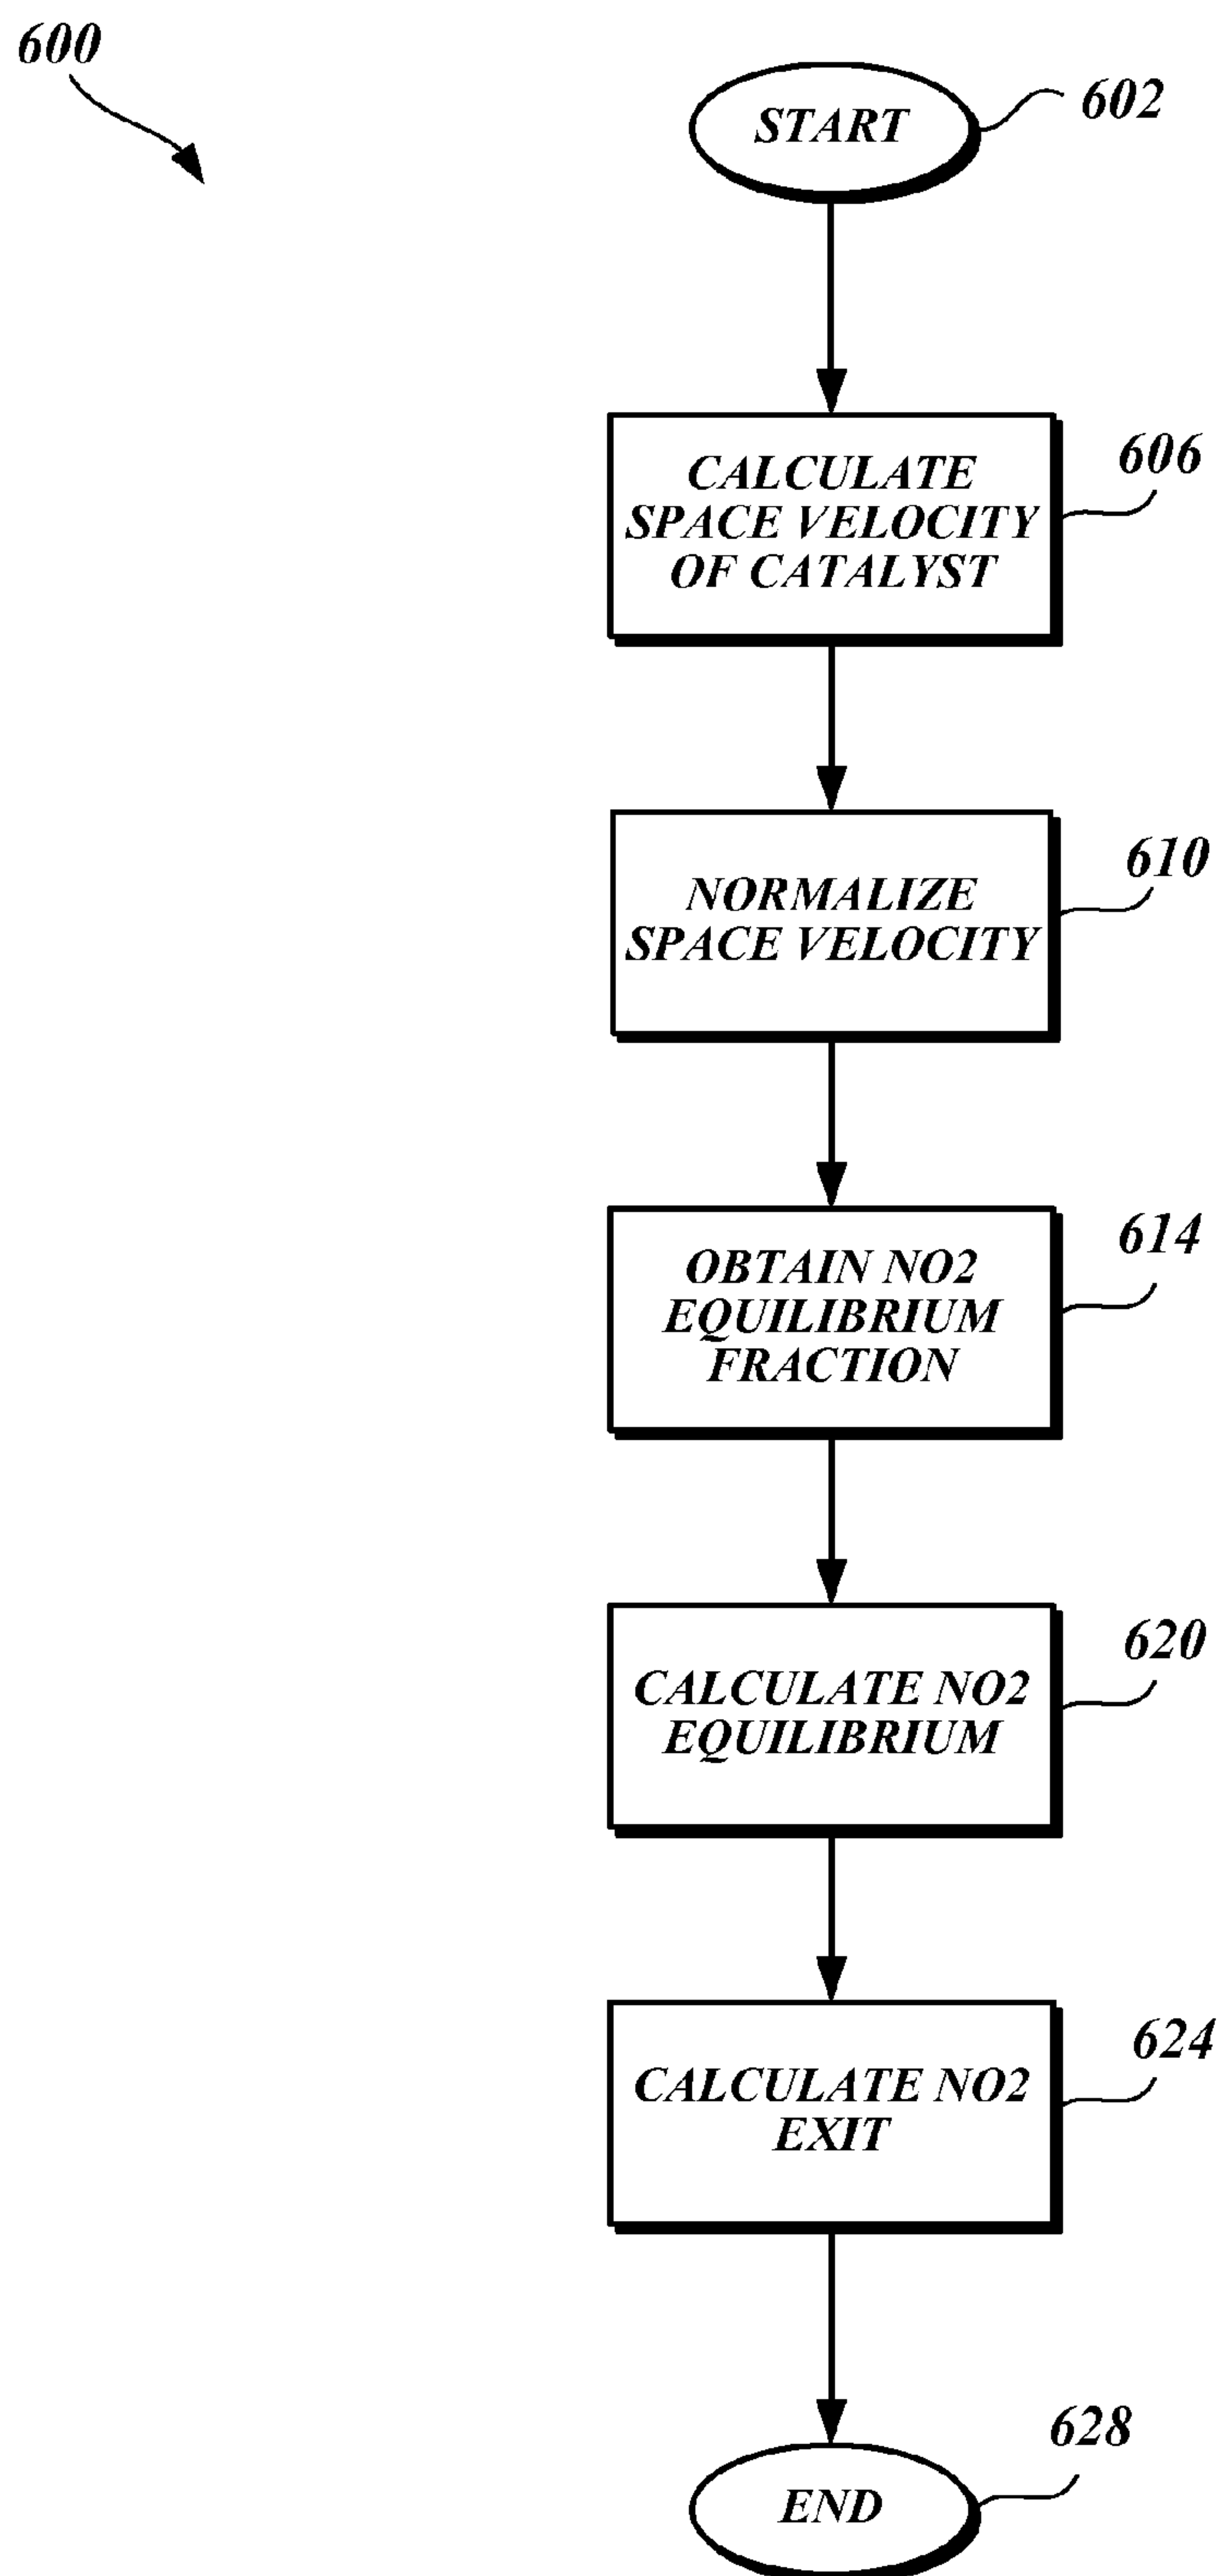 600
START
602
CALCULATE
SPACE VELOCITY
OF CATALYST
606
NORMALIZE
SPACE VELOCITY
610
OBTAIN NO2
EQUILIBRIUM
FRACTION
614
CALCULATE NO2
EQUILIBRIUM
620
CALCULATE NO2
EXIT
624
END
628